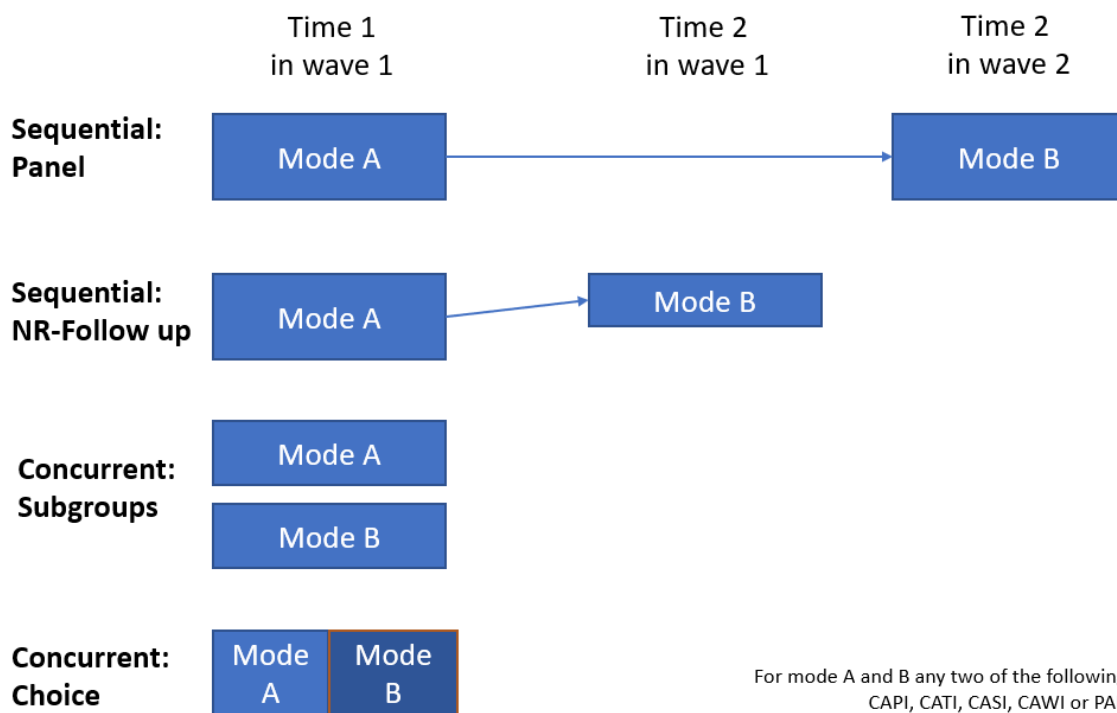 Time 1
in wave 1
Time 2
in wave 1
Time 2
in wave 2
Sequential:
Panel
Mode A
Mode B
Sequential:
NR-Follow up
Mode A
Mode B
Concurrent:
Subgroups
Mode A
Mode B
Concurrent:
Choice
Mode
A
Mode
B
For mode A and B any two of the followin
CAPI, CATI, CASI, CAWI or PA